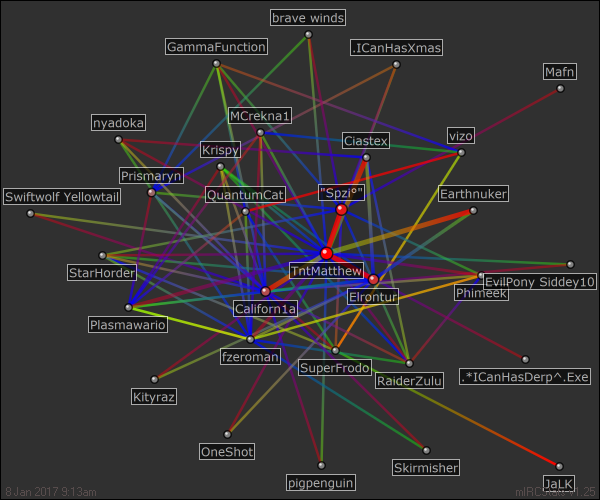 brave winds
GammaFunction
.ICanHasXmas
Mafn
MCrekna1
nyadoka
vizo
Ciastex
Krispy
Prismaryn
"Spzi°"
QuantumCat
Earthnuker
Swiftwolf Yellowtail
StarHorder
TntMatthew
EvilPony Siddey10
Elrontur
Phimeek
Californ1a
Plasmawario
fzeroman
SuperFrodo
RaiderZulu
.*ICanHasDerp^.Exe
Kityraz
OneShot
Skirmisher
pigpenguin
JaLK
8 Jan 2017 9:13am